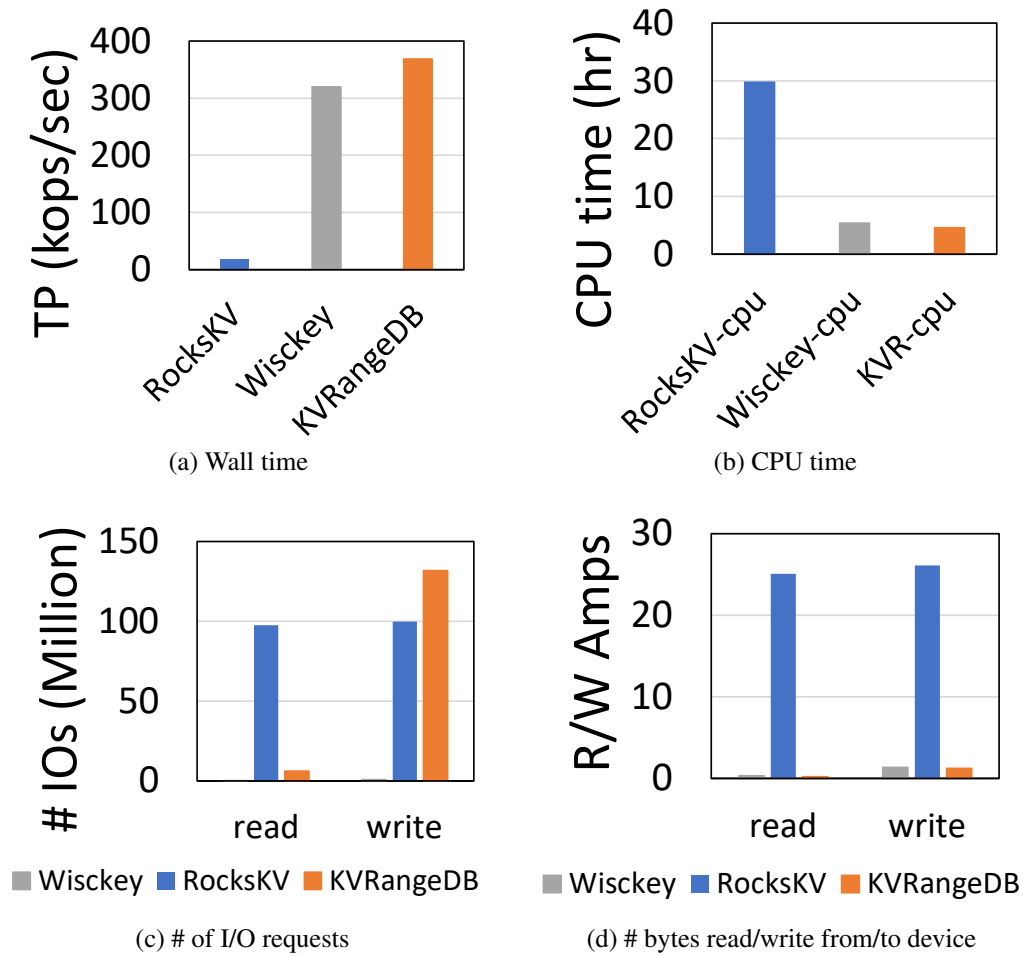 TP (kops/sec)
400
300
200
100
0
RocksKV
Wisckey
KVRangeDB
(a) Wall time
CPU time (hr)
40
30
20
10
0
RocksKV-cpu
Wisckey-cpu
KVR-cpu
(b) CPU time
# IOs (Million)
150
100
50
0
read write
Wisckey RocksKV KVRangeDB
(c) # of I/O requests
R/W Amps
30
20
10
0
read write
Wisckey RocksKV KVRangeDB
(d) # bytes read/write from/to device